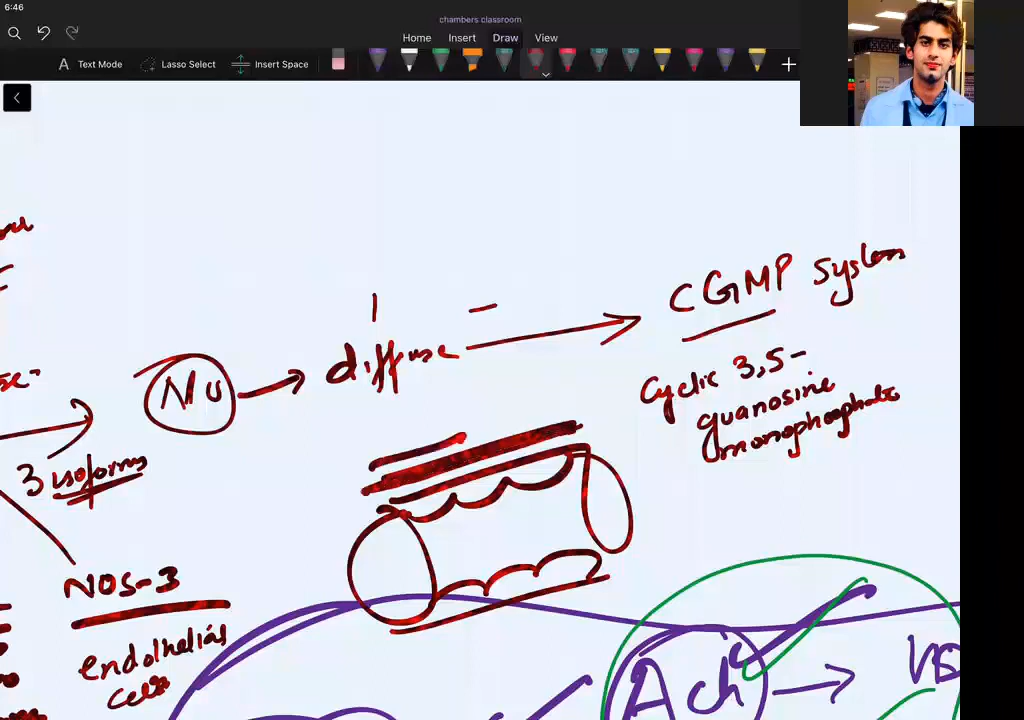 6:46
chambers classroom
Home Insert Draw View
Text Mode Lasso Select Insert Space
CGMP system
diffuse
NO
Cyclic 3,5-
guanosine
monophosphate
3 isoforms
NOS-3
endothelial
cells
Ach